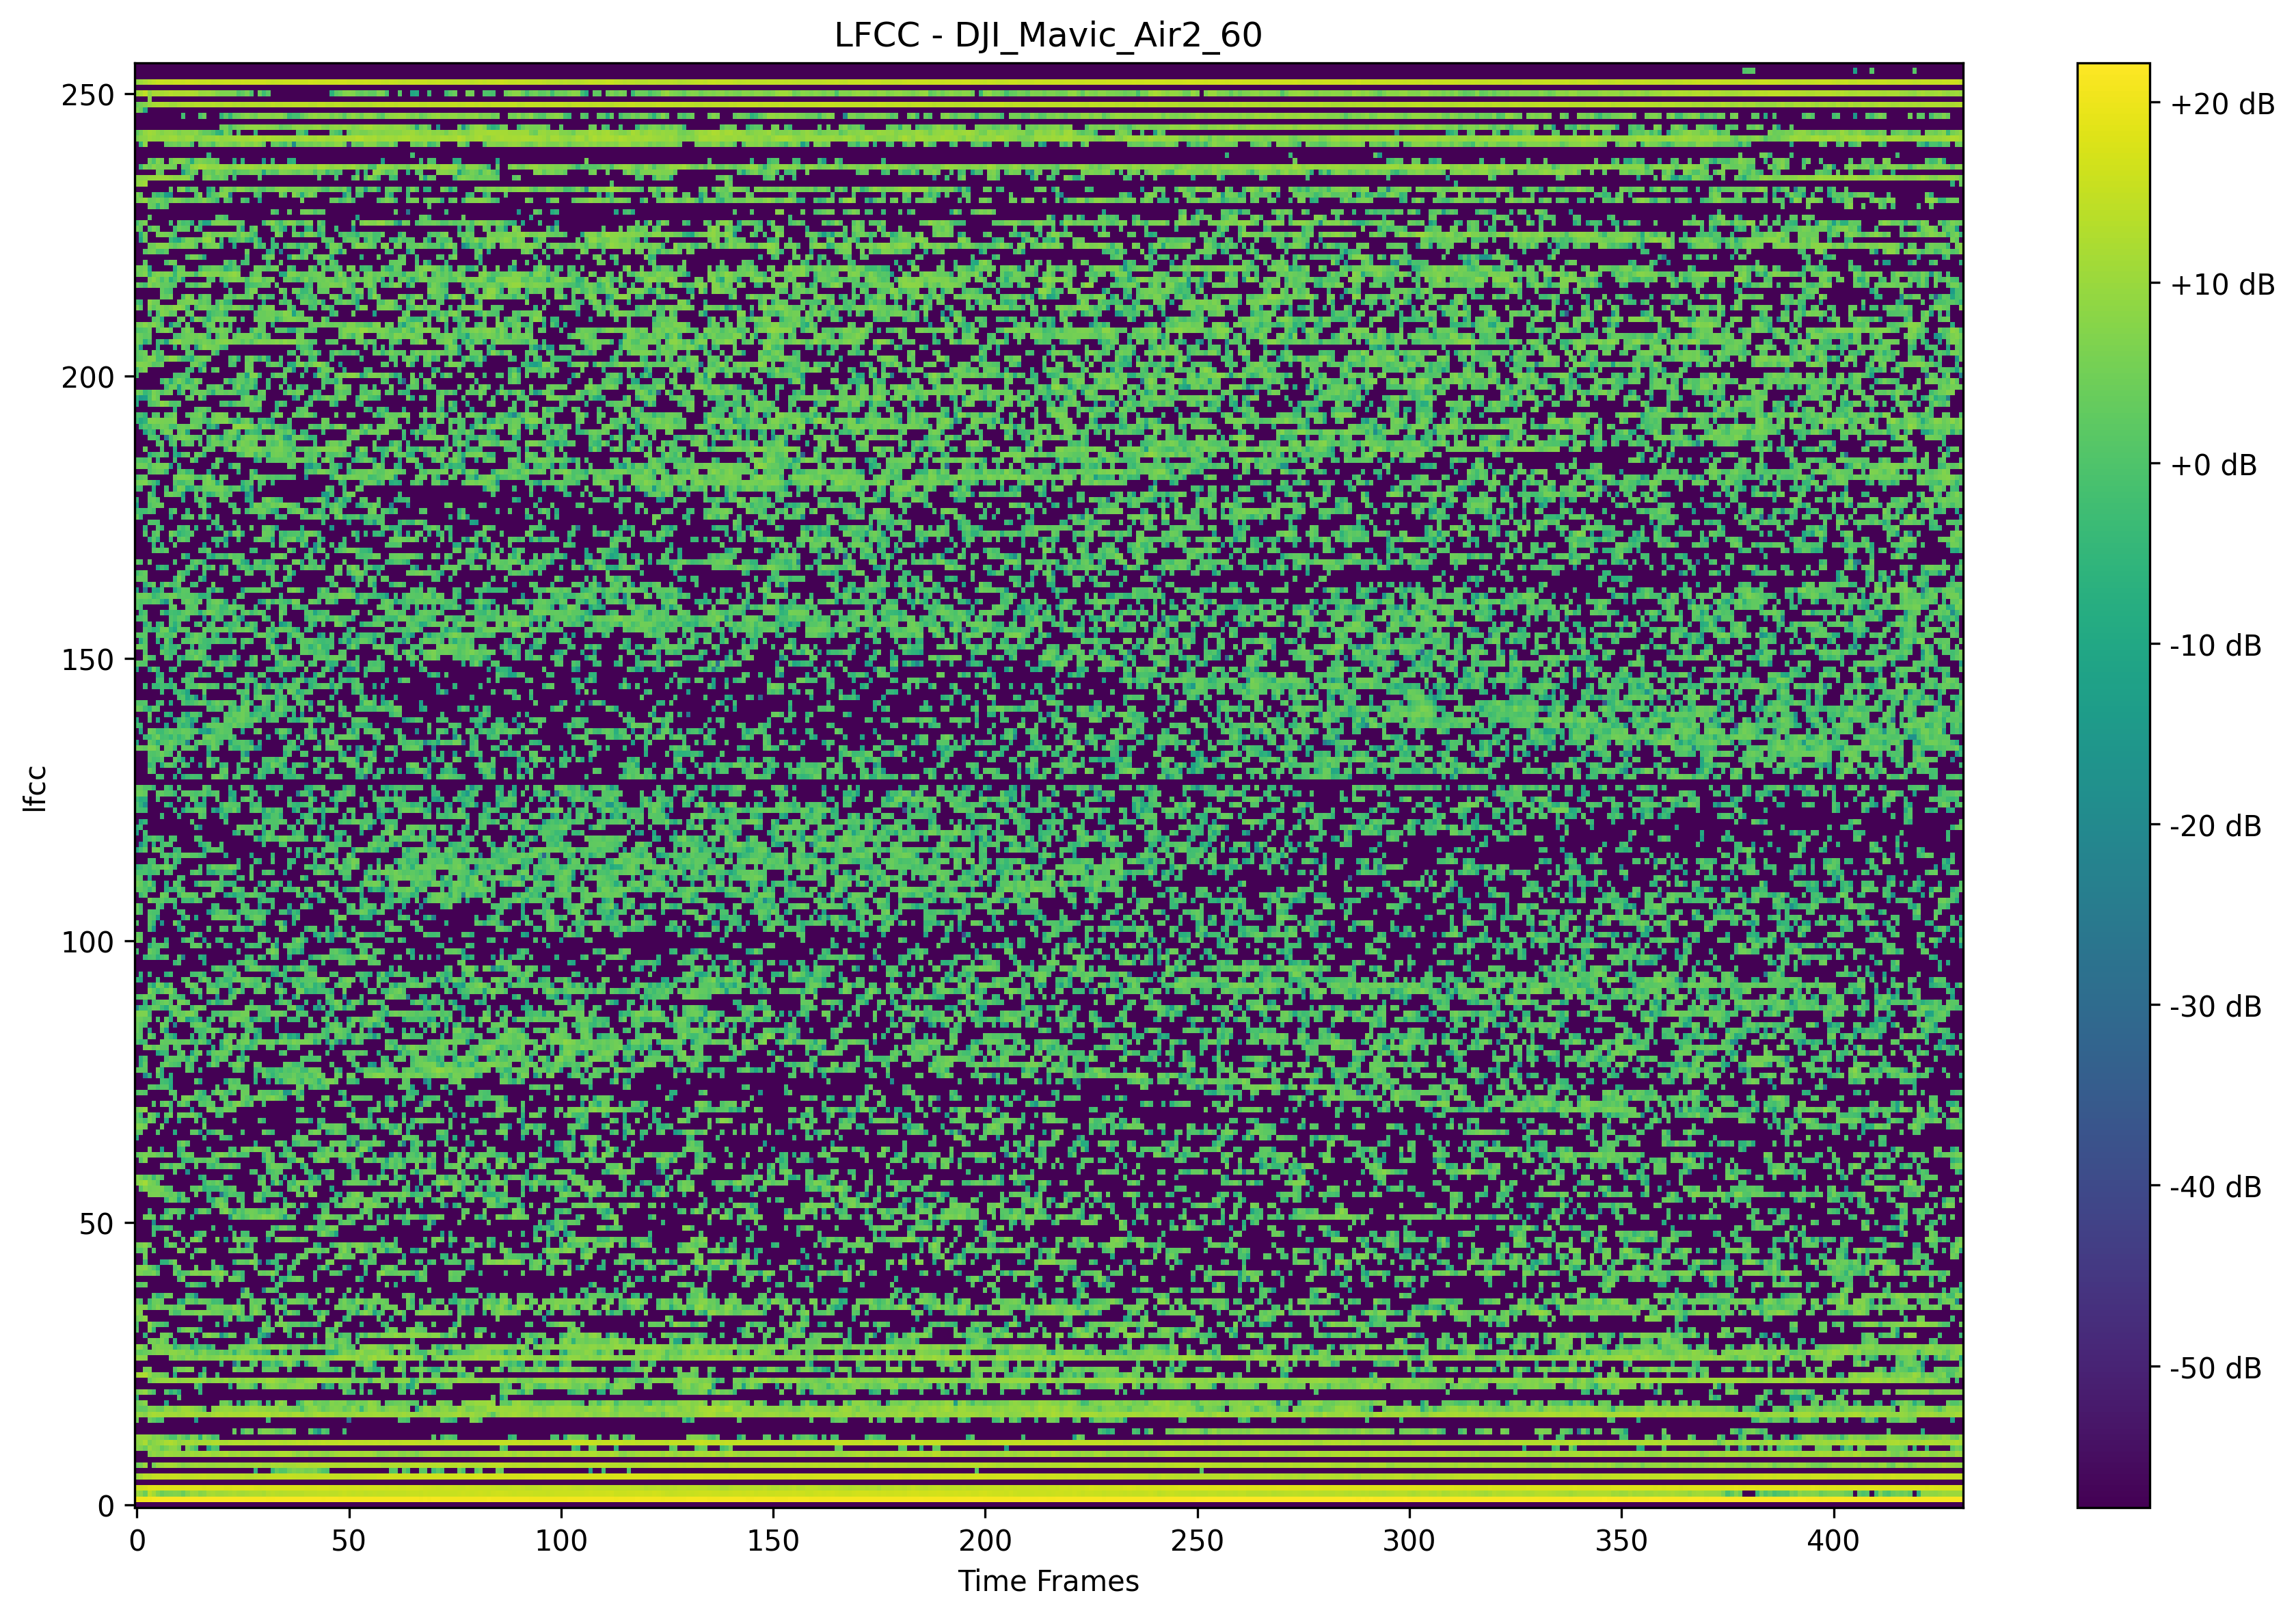 LFCC - DJI_Mavic_Air2_60
250
200
150
100
50
0
lfcc
0 50 100 150 200 250 300 350 400
Time Frames
+20 dB
+10 dB
+0 dB
-10 dB
-20 dB
-30 dB
-40 dB
-50 dB